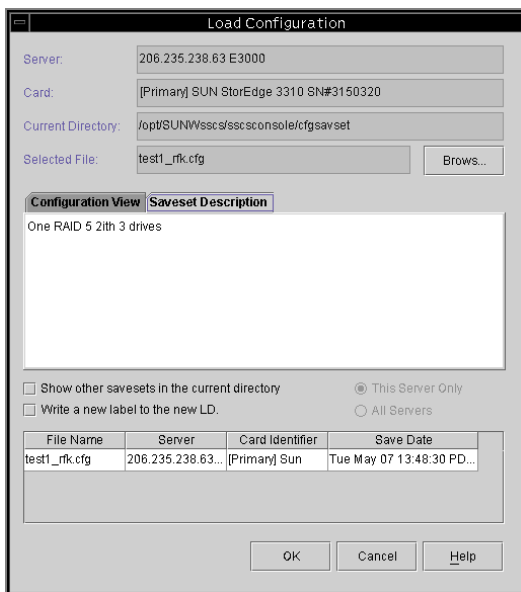 Load Configuration
Server: 206.235.238.63 E3000
Card: [Primary] SUN StorEdge 3310 SN#3150320
Current Directory: /opt/SUNWsscs/sscsconsole/cfgsavset
Selected File: test1_rfk.cfg Brows...
Configuration View Saveset Description
One RAID 5 2ith 3 drives
Show other savesets in the current directory This Server Only
Write a new label to the new LD. All Servers
File Name Server Card Identifier Save Date
test1_rfk.cfg 206.235.238.63... [Primary] Sun Tue May 07 13:48:30 PD...
OK Cancel Help